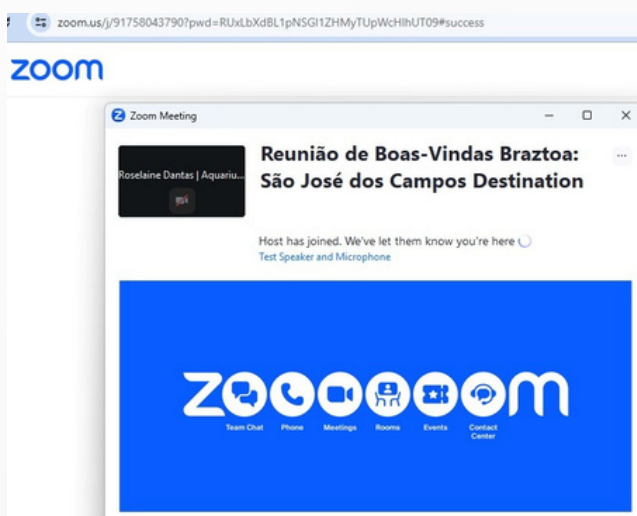 zoom.us/j/91758043790?pwd=RUxLbXdBL1pNSGI1ZHMyTUpWcHlhUT09#success
zoom
Zoom Meeting
Roselaine Dantas | Aquariu...
Reunião de Boas-Vindas Braztoa:
São José dos Campos Destination
Host has joined. We've let them know you're here
Test Speaker and Microphone
ZOOOOOOM
Team Chat Phone Meetings Rooms Events Contact Center